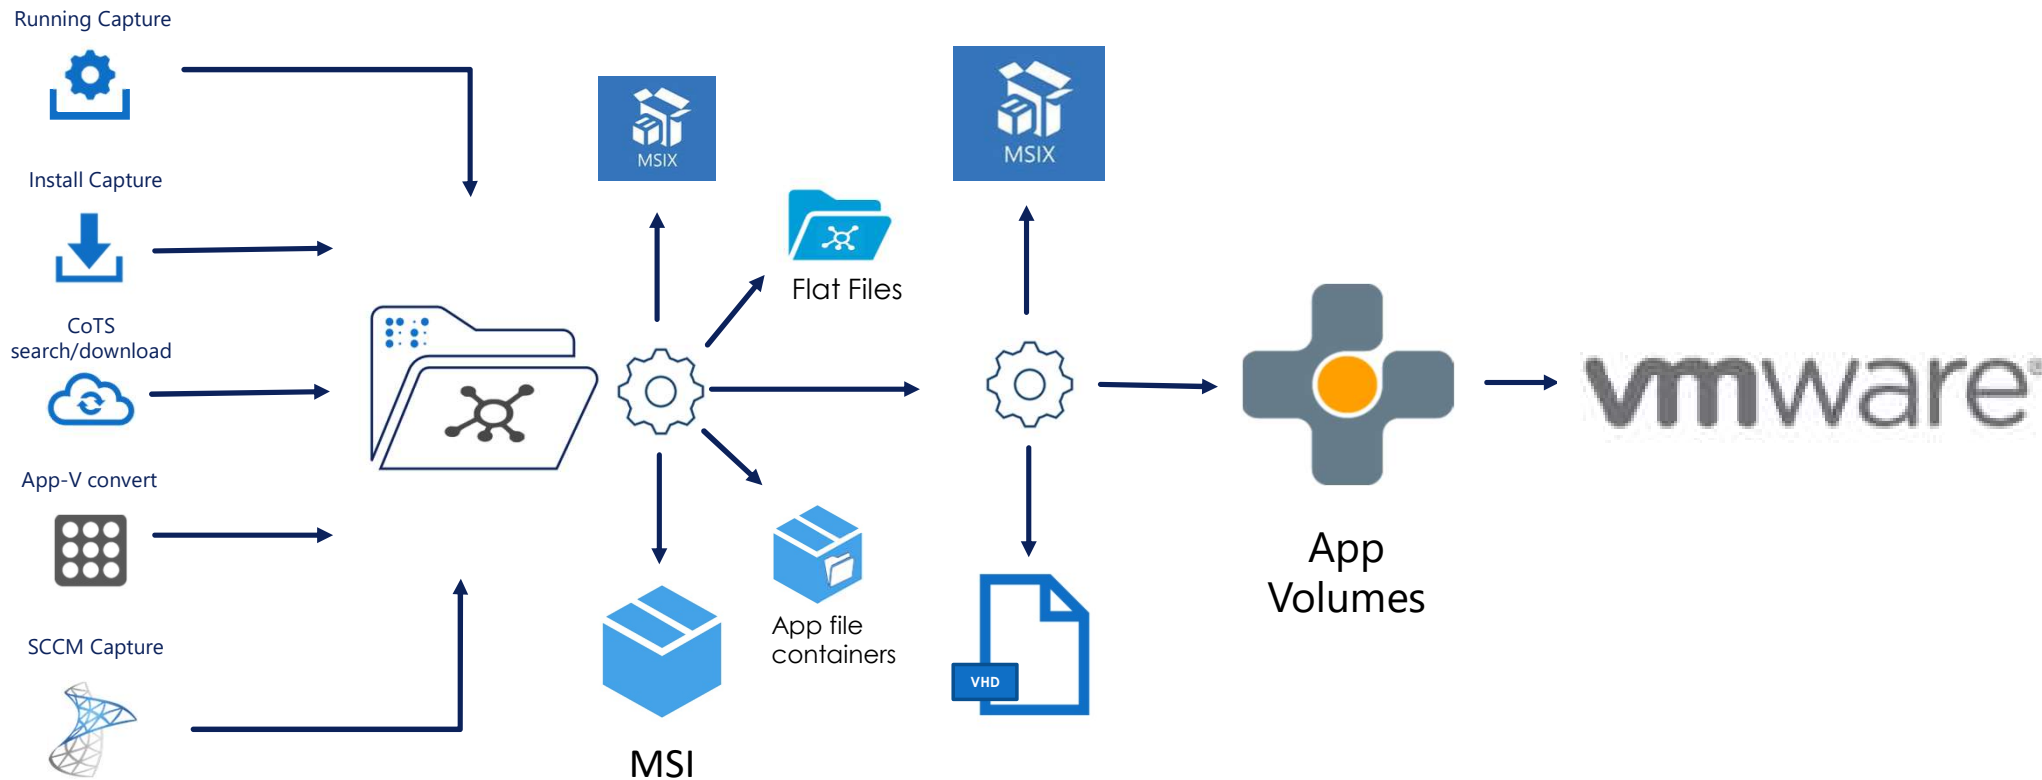 Running Capture
Install Capture
CoTS
search/download
App-V convert
SCCM Capture
MSIX
Flat Files
App file
containers
MSI
MSIX
VHD
App
Volumes
vmware®